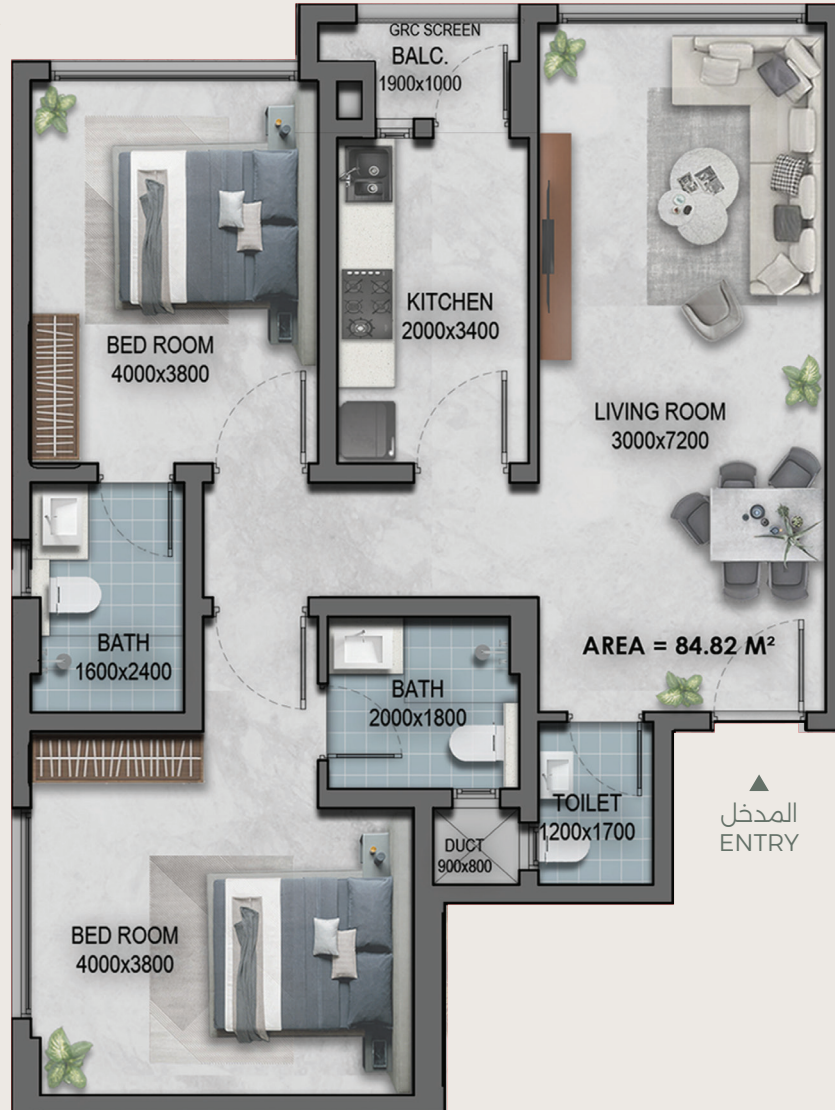 GRC SCREEN
BALC.
1900x1000
KITCHEN
2000x3400
BED ROOM
4000x3800
LIVING ROOM
3000x7200
BATH
1600x2400
AREA = 84.82 M²
BATH
2000x1800
TOILET
1200x1700
DUCT
900x800
المدخل
ENTRY
BED ROOM
4000x3800